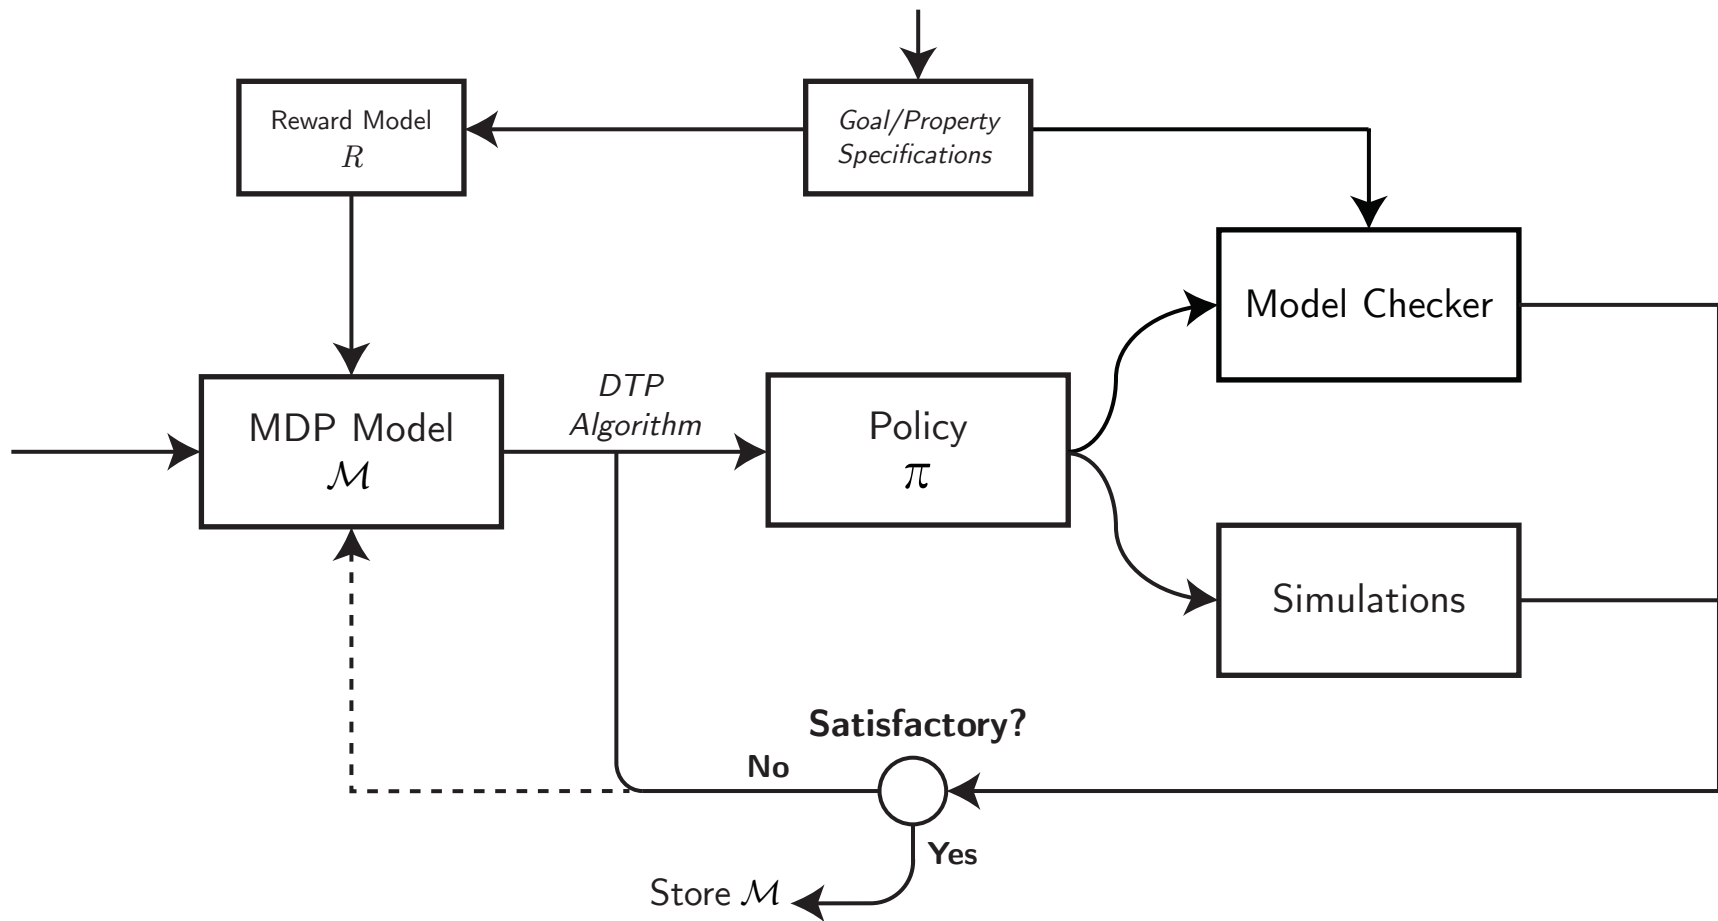 Reward Model
R
Goal/Property
Specifications
Model Checker
DTP
Algorithm
MDP Model
ℳ
Policy
π
Simulations
Satisfactory?
No
Yes
Store ℳ